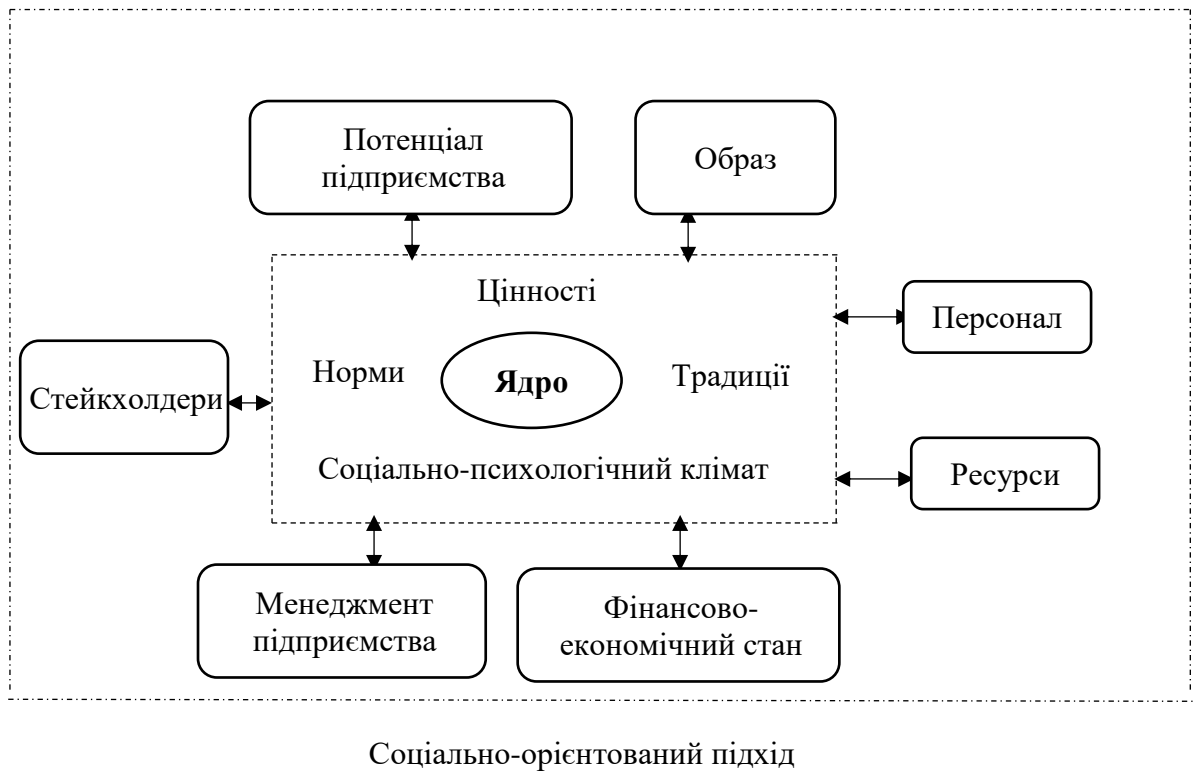 Потенціал
підприємства
Образ
Цінності
Персонал
Норми
Ядро
Традиції
Стейкхолдери
Соціально-психологічний клімат
Ресурси
Менеджмент
підприємства
Фінансово-
економічний стан
Соціально-орієнтований підхід